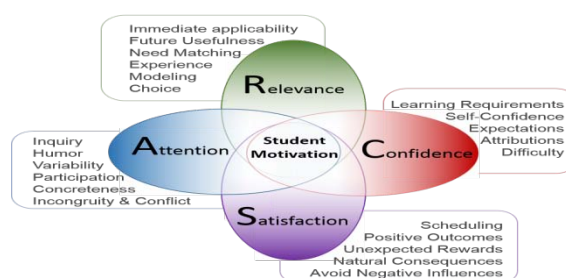 Immediate applicability
Future Usefulness
Need Matching
Experience
Modeling
Choice
Relevance
Learning Requirements
Self-Confidence
Expectations
Attributions
Difficulty
Inquiry
Humor
Variability
Participation
Concreteness
Incongruity & Conflict
Attention
Student
Motivation
Confidence
Satisfaction
Scheduling
Positive Outcomes
Unexpected Rewards
Natural Consequences
Avoid Negative Influences